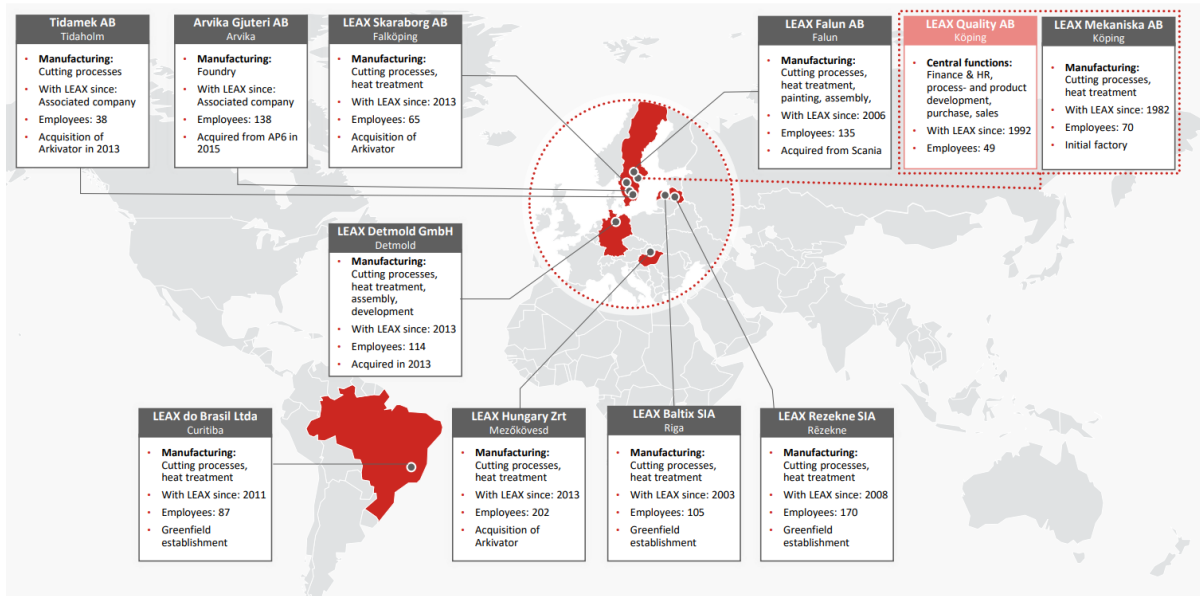 Tidamek AB
Tidaholm
• Manufacturing:
Cutting processes
• With LEAX since:
Associated company
• Employees: 38
• Acquisition of
Arkivator in 2013
Arvika Gjuteri AB
Arvika
• Manufacturing:
Foundry
• With LEAX since:
Associated company
• Employees: 138
• Acquired from AP6 in
2015
LEAX Skaraborg AB
Falköping
• Manufacturing:
Cutting processes,
heat treatment
• With LEAX since: 2013
• Employees: 65
• Acquisition of
Arkivator
LEAX Falun AB
Falun
• Manufacturing:
Cutting processes,
heat treatment,
painting, assembly,
• With LEAX since: 2006
• Employees: 135
• Acquired from Scania
LEAX Quality AB
Köping
• Central functions:
Finance & HR,
process- and product
development,
purchase, sales
• With LEAX since: 1992
• Employees: 49
LEAX Mekaniska AB
Köping
• Manufacturing:
Cutting processes,
heat treatment
• With LEAX since: 1982
• Employees: 70
• Initial factory
LEAX Detmold GmbH
Detmold
• Manufacturing:
Cutting processes,
heat treatment,
assembly,
development
• With LEAX since: 2013
• Employees: 114
• Acquired in 2013
LEAX do Brasil Ltda
Curitiba
• Manufacturing:
Cutting processes,
heat treatment
• With LEAX since: 2011
• Employees: 87
• Greenfield
establishment
LEAX Hungary Zrt
Mezőkövesd
• Manufacturing:
Cutting processes,
heat treatment
• With LEAX since: 2013
• Employees: 202
• Acquisition of
Arkivator
LEAX Baltix SIA
Riga
• Manufacturing:
Cutting processes,
heat treatment
• With LEAX since: 2003
• Employees: 105
• Greenfield
establishment
LEAX Rezekne SIA
Rēzekne
• Manufacturing:
Cutting processes,
heat treatment
• With LEAX since: 2008
• Employees: 170
• Greenfield
establishment